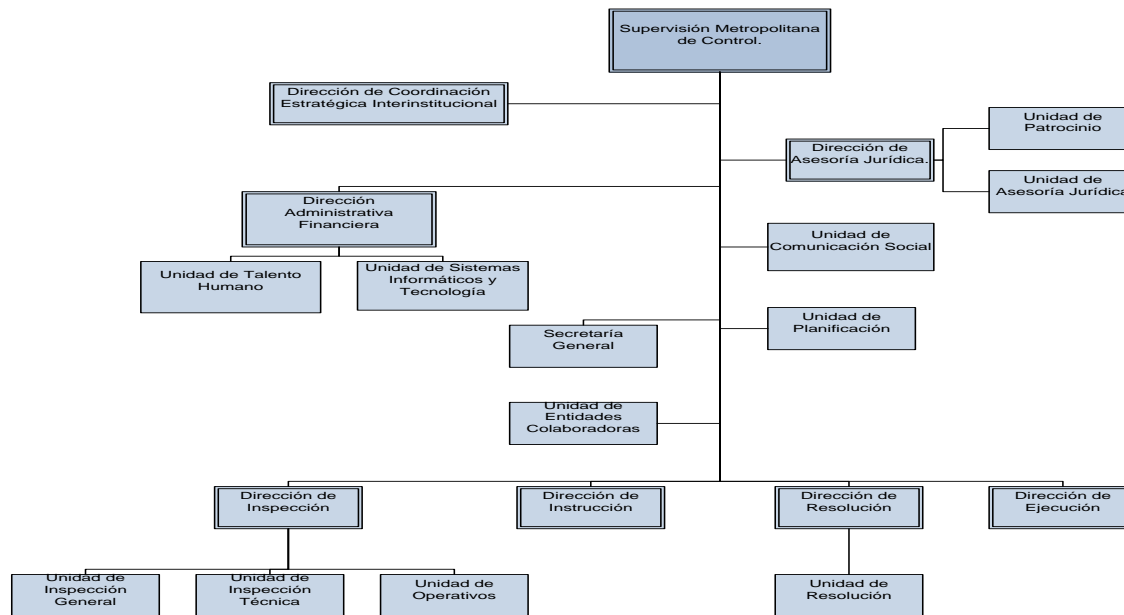 Supervisión Metropolitana
de Control.
Dirección de Coordinación
Estratégica Interinstitucional
Unidad de
Patrocinio
Dirección de
Asesoría Jurídica.
Unidad de
Asesoría Jurídica
Dirección
Administrativa
Financiera
Unidad de
Comunicación Social
Unidad de Talento
Humano
Unidad de Sistemas
Informáticos y
Tecnología
Secretaría
General
Unidad de
Planificación
Unidad de
Entidades
Colaboradoras
Dirección de
Inspección
Dirección de
Instrucción
Dirección de
Resolución
Dirección de
Ejecución
Unidad de
Inspección
General
Unidad de
Inspección
Técnica
Unidad de
Operativos
Unidad de
Resolución